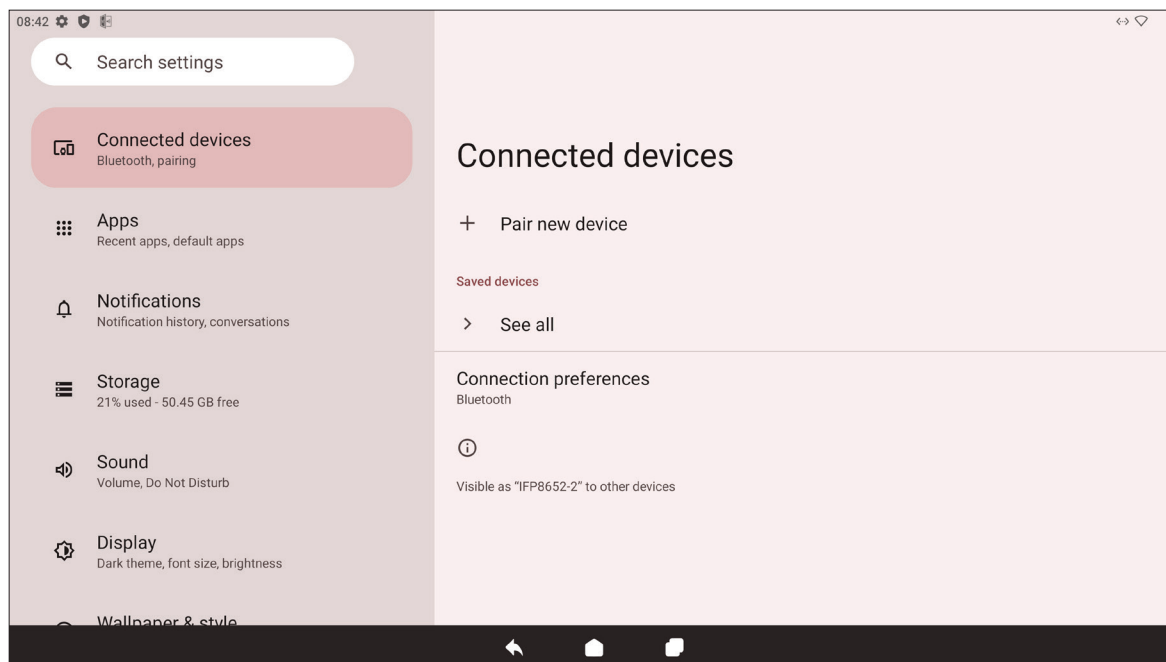 08:42
Search settings
Connected devices
Bluetooth, pairing
Apps
Recent apps, default apps
Notifications
Notification history, conversations
Storage
21% used - 50.45 GB free
Sound
Volume, Do Not Disturb
Display
Dark theme, font size, brightness
Wallpaper & style
Connected devices
Pair new device
Saved devices
See all
Connection preferences
Bluetooth
Visible as “IFP8652-2” to other devices